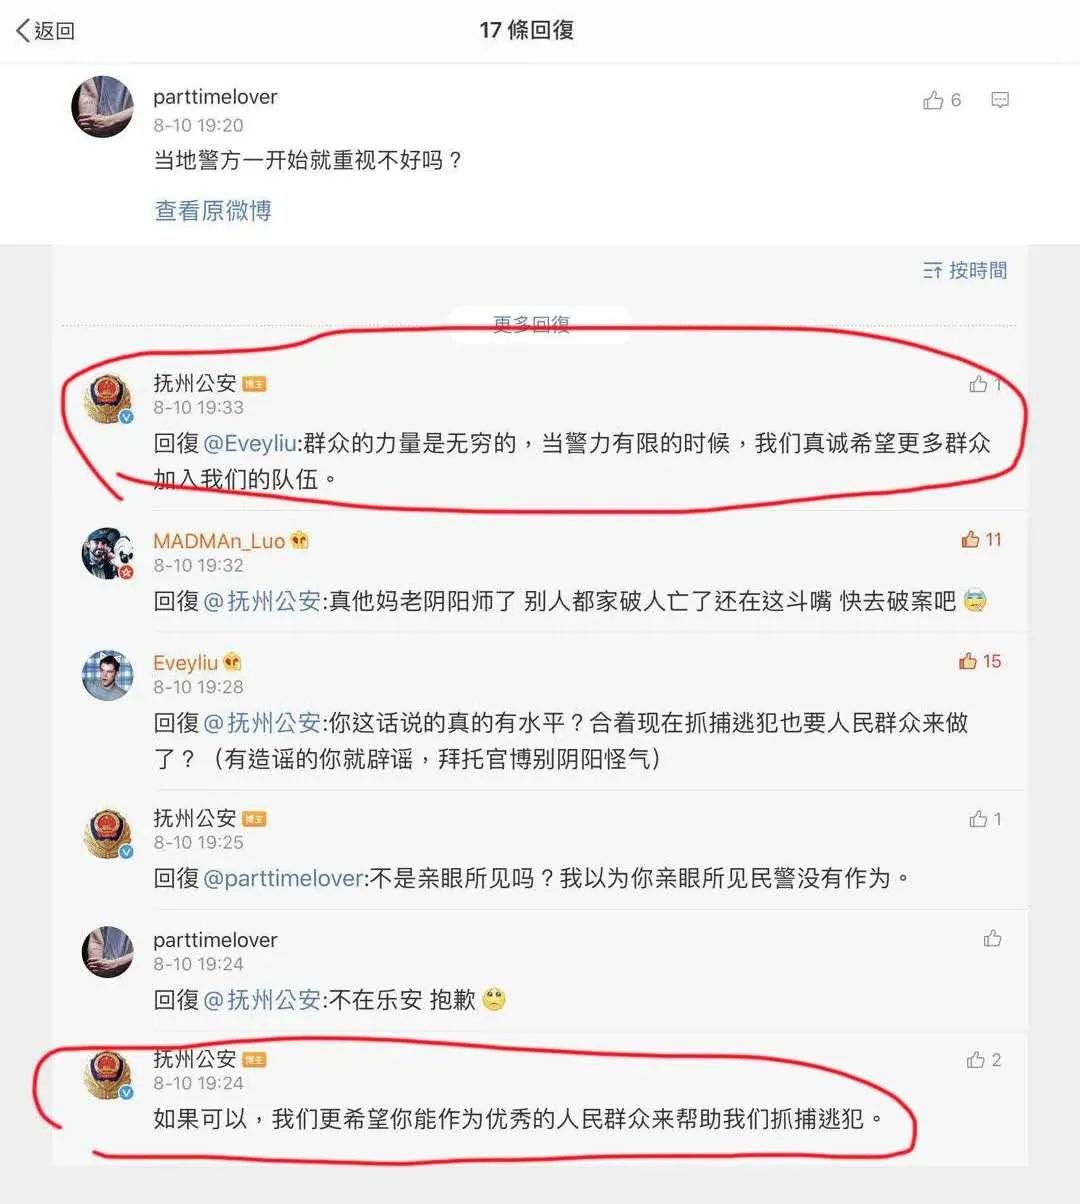 返回
17 條回復
parttimelover
6
8-10 19:20
当地警方一开始就重视不好吗？
查看原微博
按時間
更多回復
抚州公安 博主
1
8-10 19:33
回復 @Eveyliu:群众的力量是无穷的，当警力有限的时候，我们真诚希望更多群众
加入我们的队伍。
MADMAn_Luo
11
8-10 19:32
回復 @抚州公安:真他妈老阴阳师了 别人都家破人亡了还在这斗嘴 快去破案吧
Eveyliu
15
8-10 19:28
回復 @抚州公安:你这话说的真的有水平？合着现在抓捕逃犯也要人民群众来做
了？（有造谣的你就辟谣，拜托官博别阴阳怪气）
抚州公安 博主
1
8-10 19:25
回復 @parttimelover:不是亲眼所见吗？我以为你亲眼所见民警没有作为。
parttimelover
8-10 19:24
回復 @抚州公安:不在乐安 抱歉
抚州公安 博主
2
8-10 19:24
如果可以，我们更希望你能作为优秀的人民群众来帮助我们抓捕逃犯。